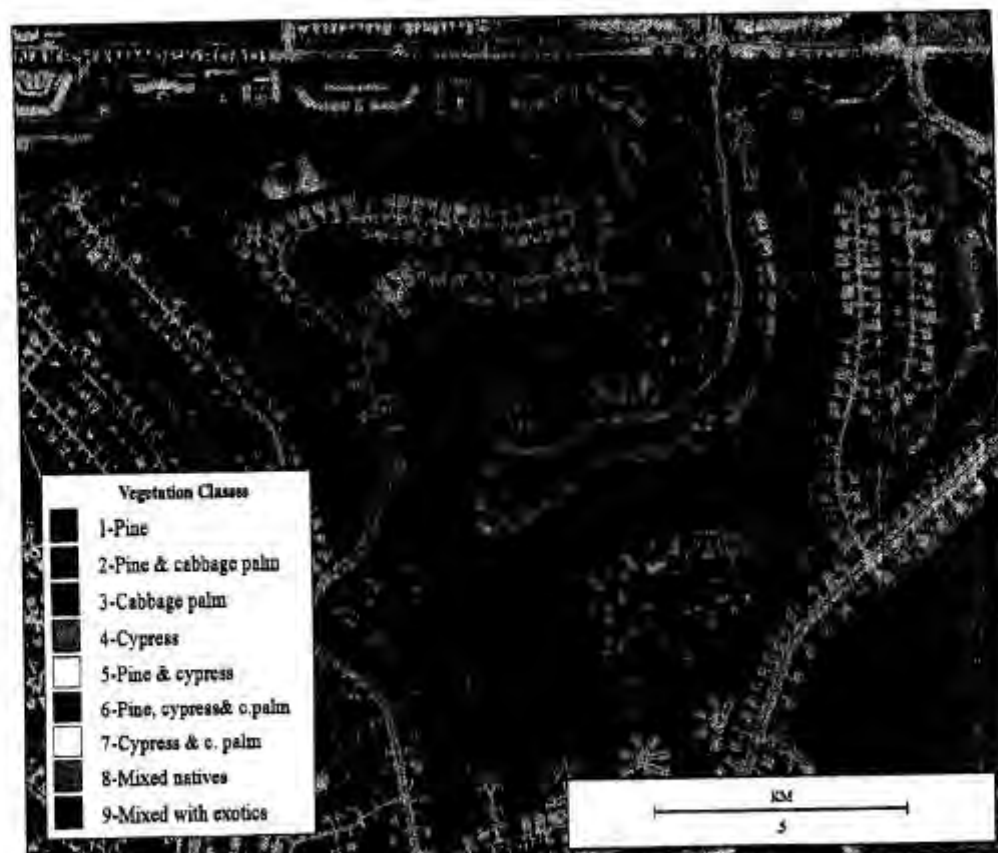 Vegetation Classes
1-Pine
2-Pine & cabbage palm
3-Cabbage palm
4-Cypress
5-Pine & cypress
6-Pine, cypress& c.palm
7-Cypress & c. palm
8-Mixed natives
9-Mixed with exotics
KM
.5